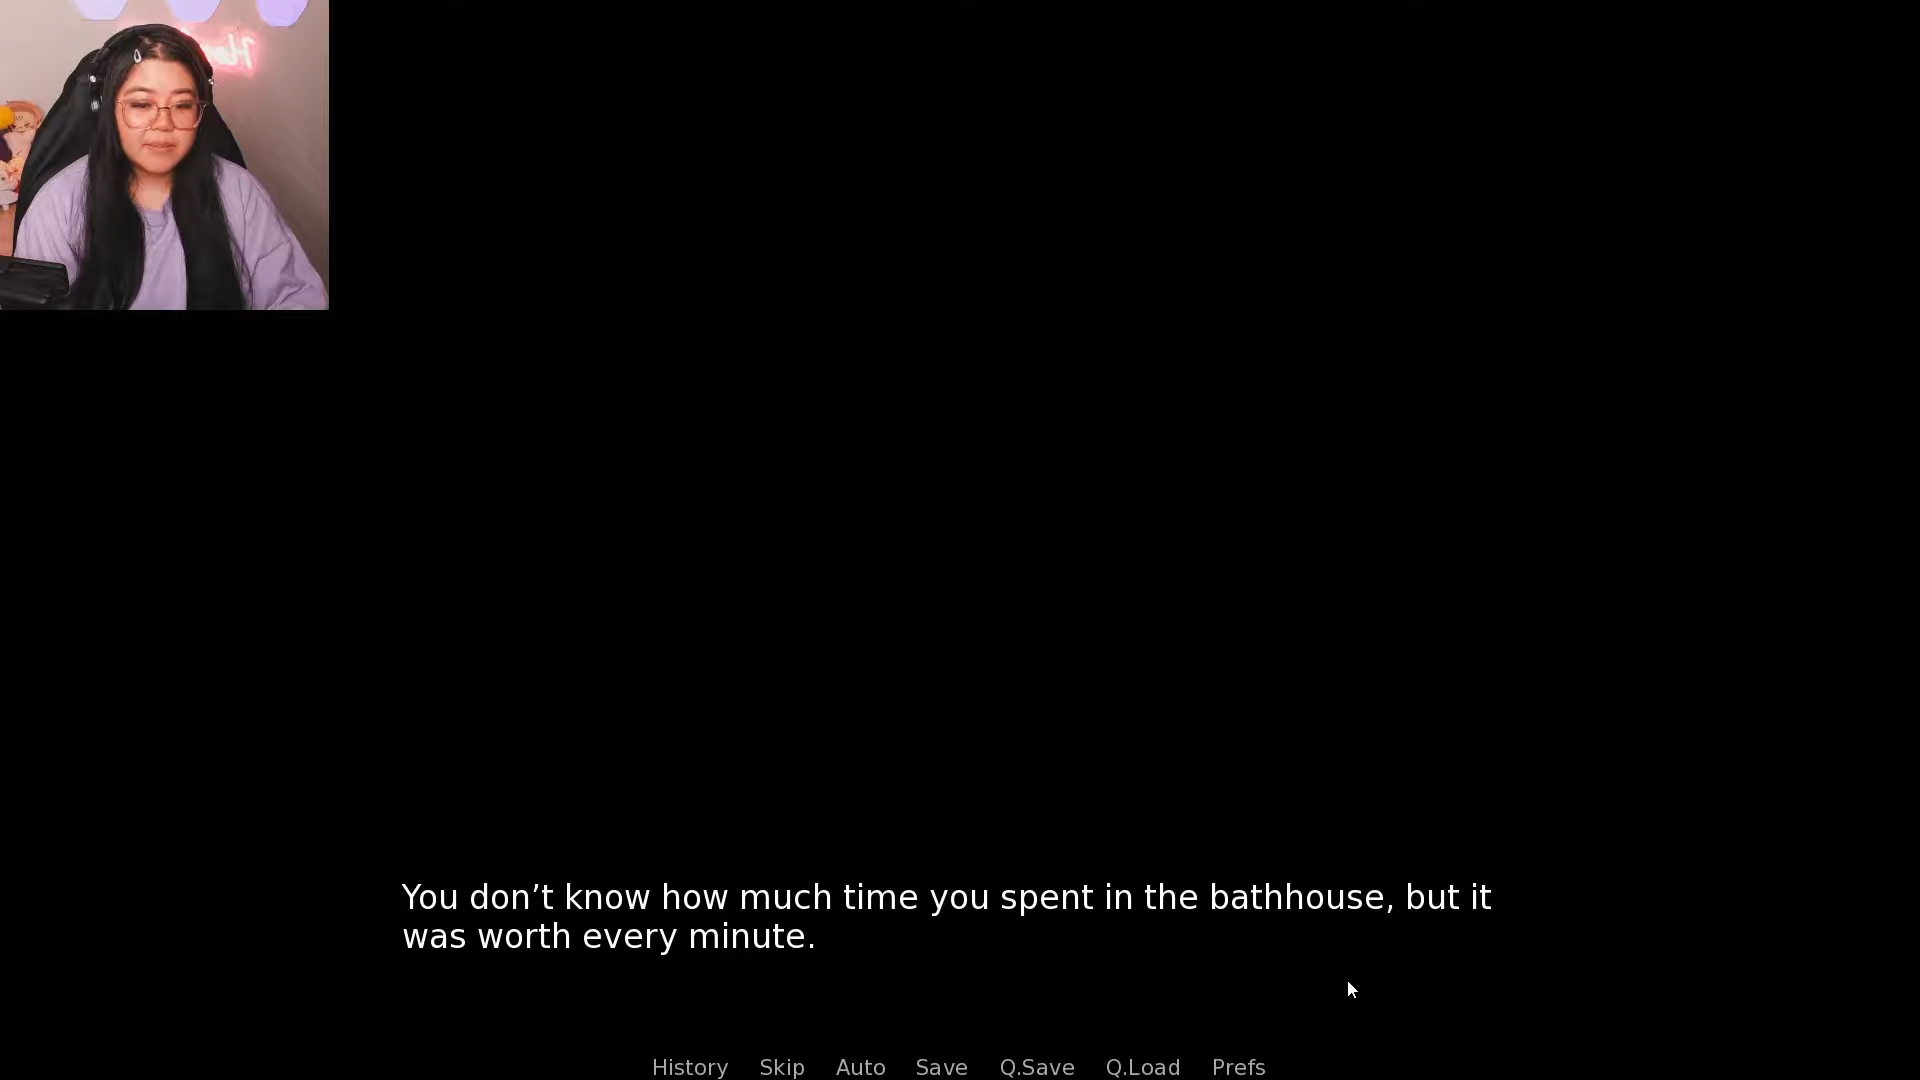 You don’t know how much time you spent in the bathhouse, but it
was worth every minute.
History Skip Auto Save Q.Save Q.Load Prefs